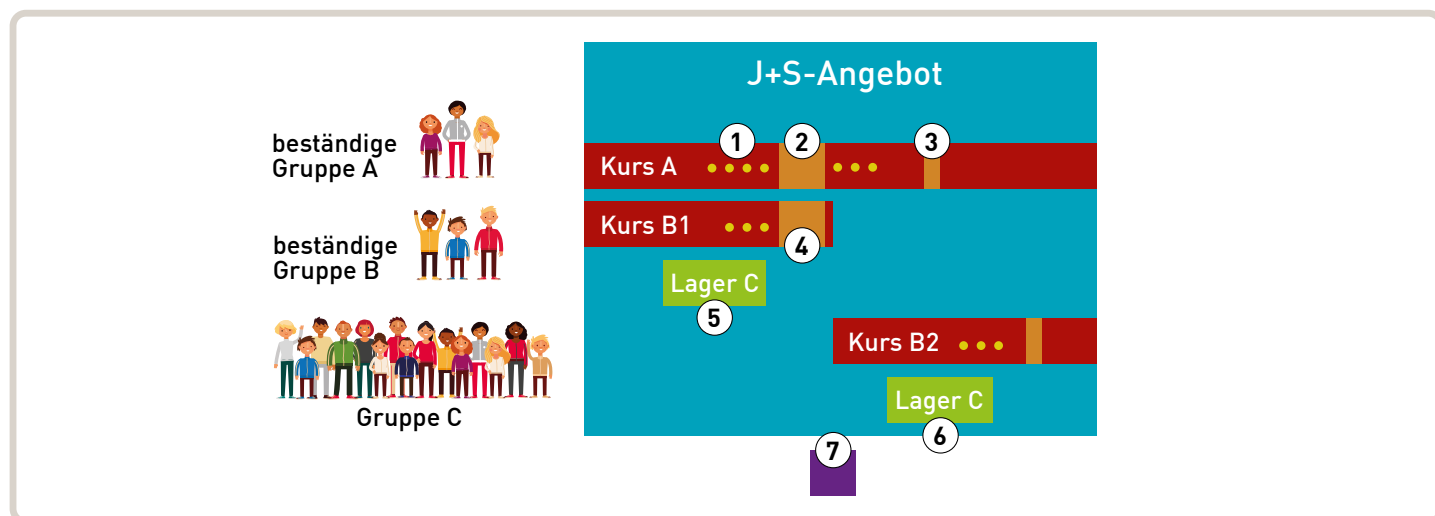 J+S-Angebot
beständige
Gruppe A
1
2
3
Kurs A
beständige
Gruppe B
Kurs B1
4
Lager C
5
Kurs B2
Gruppe C
Lager C
6
7